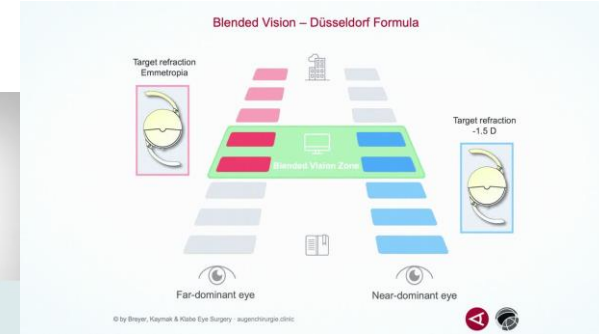 Blended Vision – Düsseldorf Formula
Target refraction
Emmetropia
Target refraction
-1.5 D
Blended Vision Zone
Far-dominant eye
Near-dominant eye
© by Breyer, Kaymak & Klabe Eye Surgery - augenchirurgie.clinic